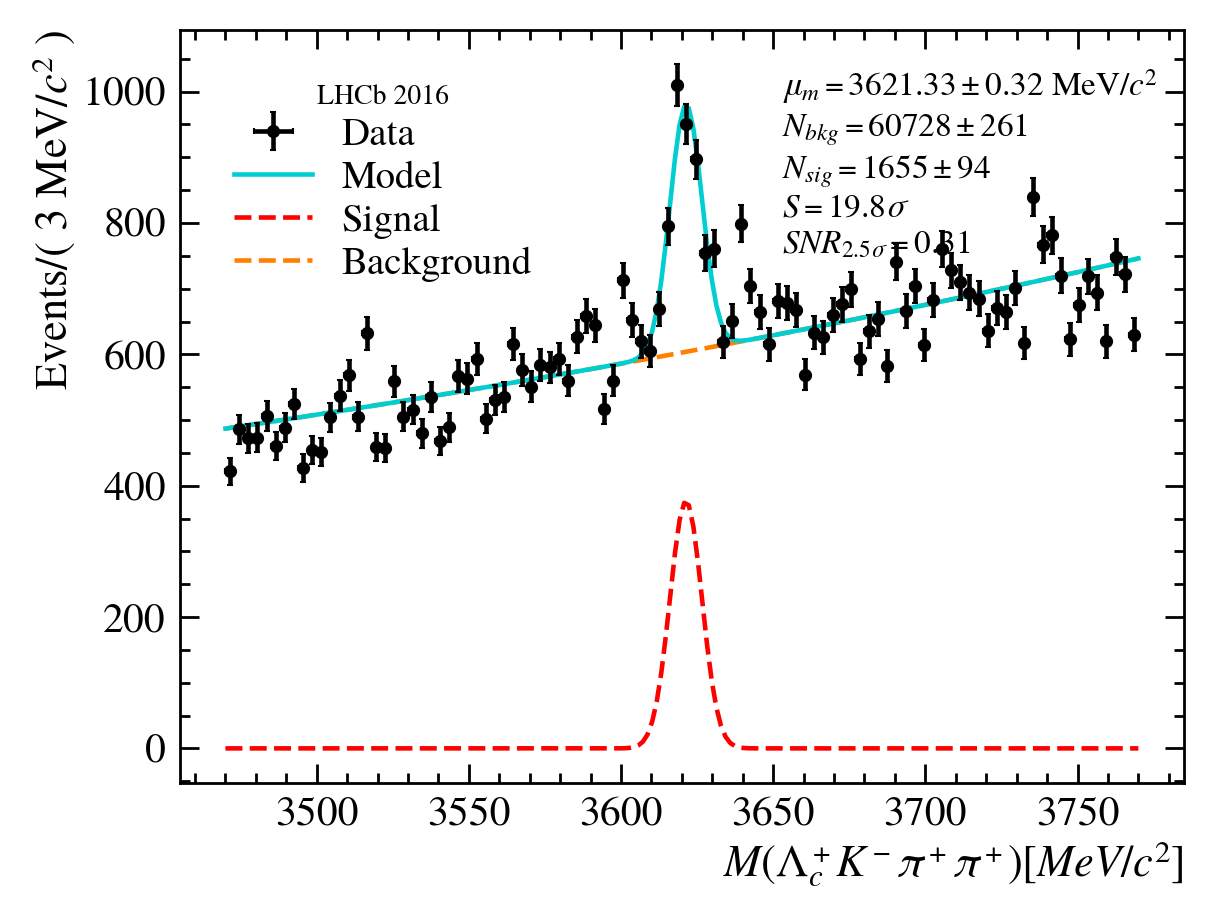 Events/( 3 MeV/c² )
1000
800
600
400
200
0
LHCb 2016
Data
Model
Signal
Background
μₘ = 3621.33 ± 0.32 MeV/c²
N_bkg = 60728 ± 261
N_sig = 1655 ± 94
S = 19.8σ
SNR_2.5σ = 0.31
3500 3550 3600 3650 3700 3750
M(Λ_c⁺ K⁻ π⁺ π⁺)[MeV/c²]